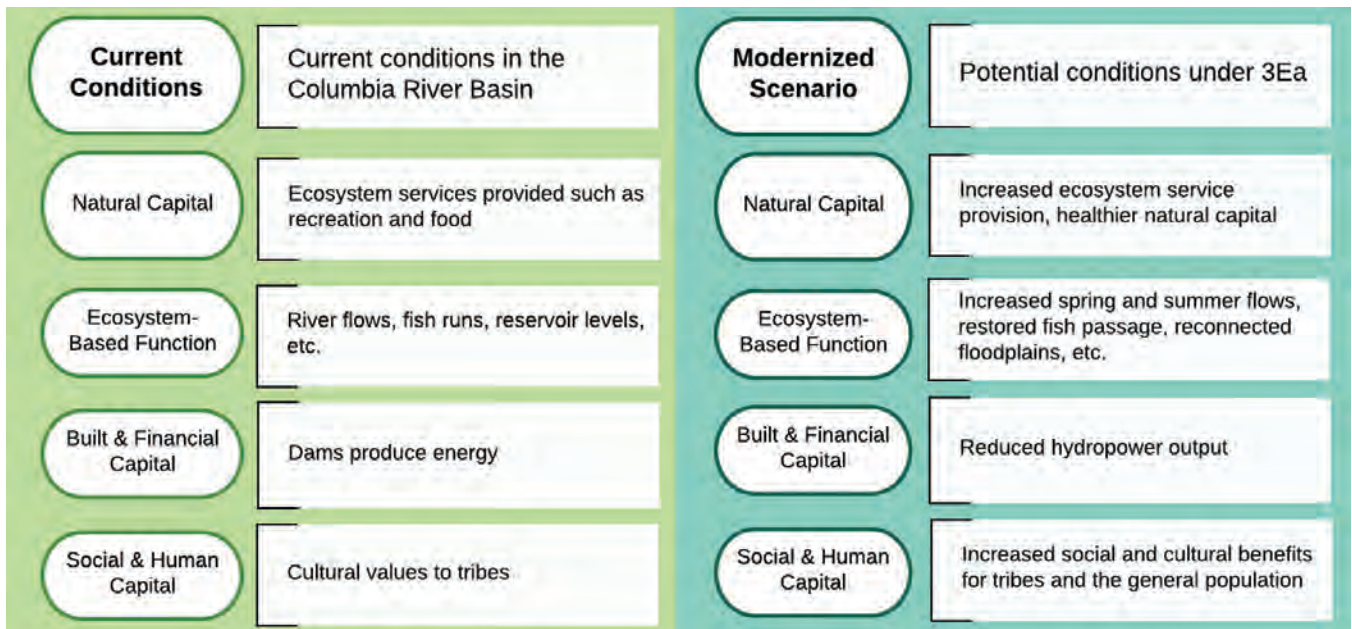 Current
Conditions
Current conditions in the
Columbia River Basin
Natural Capital
Ecosystem services provided such as
recreation and food
Ecosystem-
Based Function
River flows, fish runs, reservoir levels,
etc.
Built & Financial
Capital
Dams produce energy
Social & Human
Capital
Cultural values to tribes
Modernized
Scenario
Potential conditions under 3Ea
Natural Capital
Increased ecosystem service
provision, healthier natural capital
Ecosystem-
Based Function
Increased spring and summer flows,
restored fish passage, reconnected
floodplains, etc.
Built & Financial
Capital
Reduced hydropower output
Social & Human
Capital
Increased social and cultural benefits
for tribes and the general population